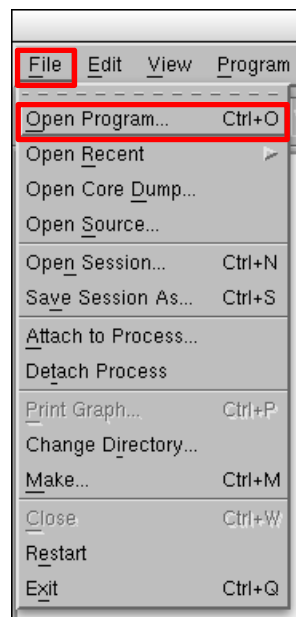 File Edit View Program
Open Program... Ctrl+O
Open Recent
Open Core Dump...
Open Source...
Open Session... Ctrl+N
Save Session As... Ctrl+S
Attach to Process...
Detach Process
Print Graph... Ctrl+P
Change Directory...
Make... Ctrl+M
Close Ctrl+W
Restart
Exit Ctrl+Q